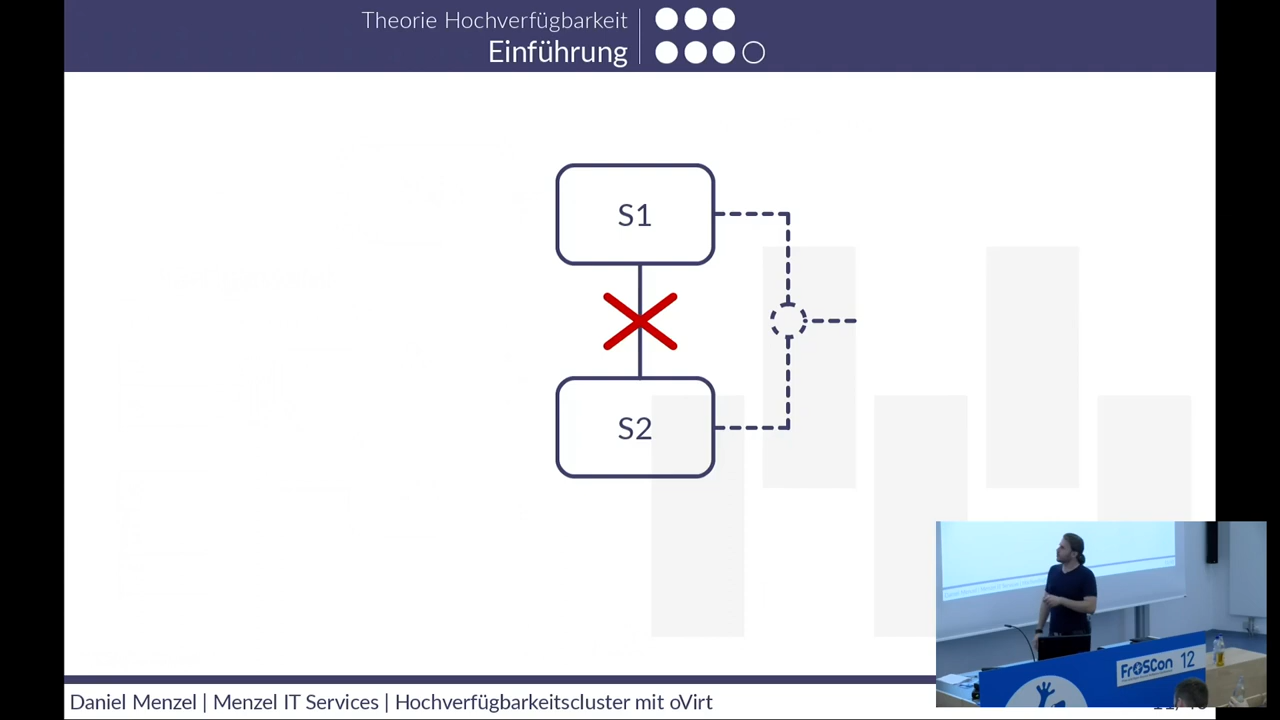 Theorie Hochverfügbarkeit
Einführung
S1
S2
FrOSCon 12
Daniel Menzel | Menzel IT Services | Hochverfügbarkeitscluster mit oVirt